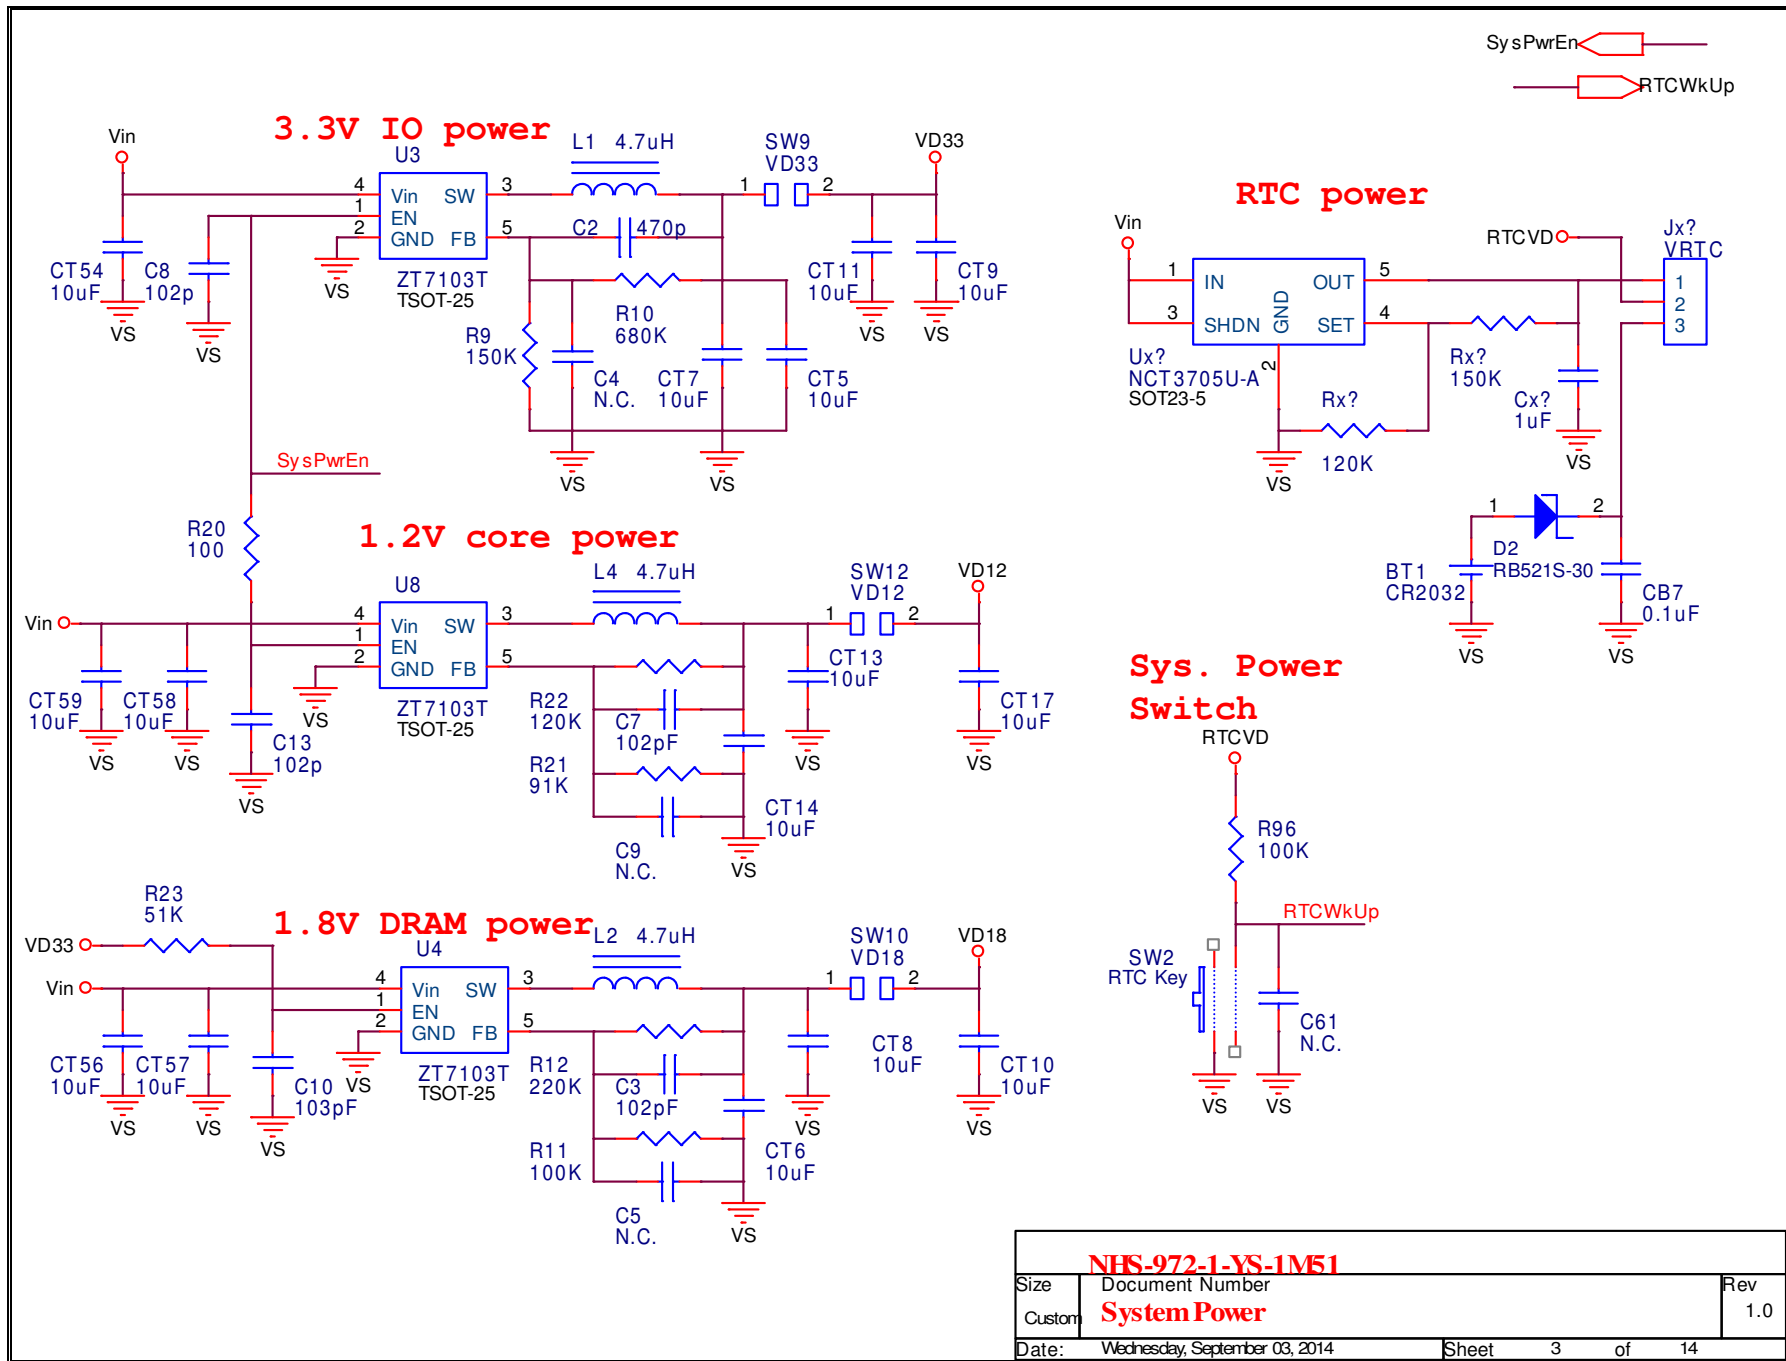 SysPwrEn
RTCWkUp
3.3V IO power
Vin
U3
L1 4.7uH
SW9
VD33
VD33
4 Vin SW 3
1 EN
2 GND FB 5
1 2
C2 470p
ZT7103T
TSOT-25
VS
CT54
10uF
VS
C8
102p
VS
R9
150K
R10
680K
C4
N.C.
CT7
10uF
CT5
10uF
CT11
10uF
VS
CT9
10uF
VS
VS
VS
SysPwrEn
R20
100
RTC power
Vin
RTCVD
Jx?
VRTC
1 IN OUT 5
3 SHDN SET 4
GND
2
1
2
3
Ux?
NCT3705U-A
SOT23-5
Rx?
150K
Rx?
120K
Cx?
1uF
VS
VS
1 2
D2
RB521S-30
BT1
CR2032
CB7
0.1uF
VS
VS
1.2V core power
U8
L4 4.7uH
SW12
VD12
VD12
Vin
4 Vin SW 3
1 EN
2 GND FB 5
1 2
ZT7103T
TSOT-25
VS
CT59
10uF
VS
CT58
10uF
VS
C13
102p
VS
R22
120K
C7
102pF
R21
91K
C9
N.C.
CT14
10uF
VS
CT13
10uF
VS
CT17
10uF
VS
Sys. Power
Switch
RTCVD
R96
100K
RTCWkUp
SW2
RTC Key
C61
N.C.
VS
VS
R23
51K
1.8V DRAM power
VD33
Vin
U4
L2 4.7uH
SW10
VD18
VD18
4 Vin SW 3
1 EN
2 GND FB 5
1 2
ZT7103T
TSOT-25
VS
CT56
10uF
VS
CT57
10uF
VS
C10
103pF
VS
R12
220K
C3
102pF
R11
100K
C5
N.C.
CT6
10uF
VS
CT8
10uF
VS
CT10
10uF
VS
NHS-972-1-YS-1M51
Size Document Number Rev
Custom System Power 1.0
Date: Wednesday, September 03, 2014 Sheet 3 of 14